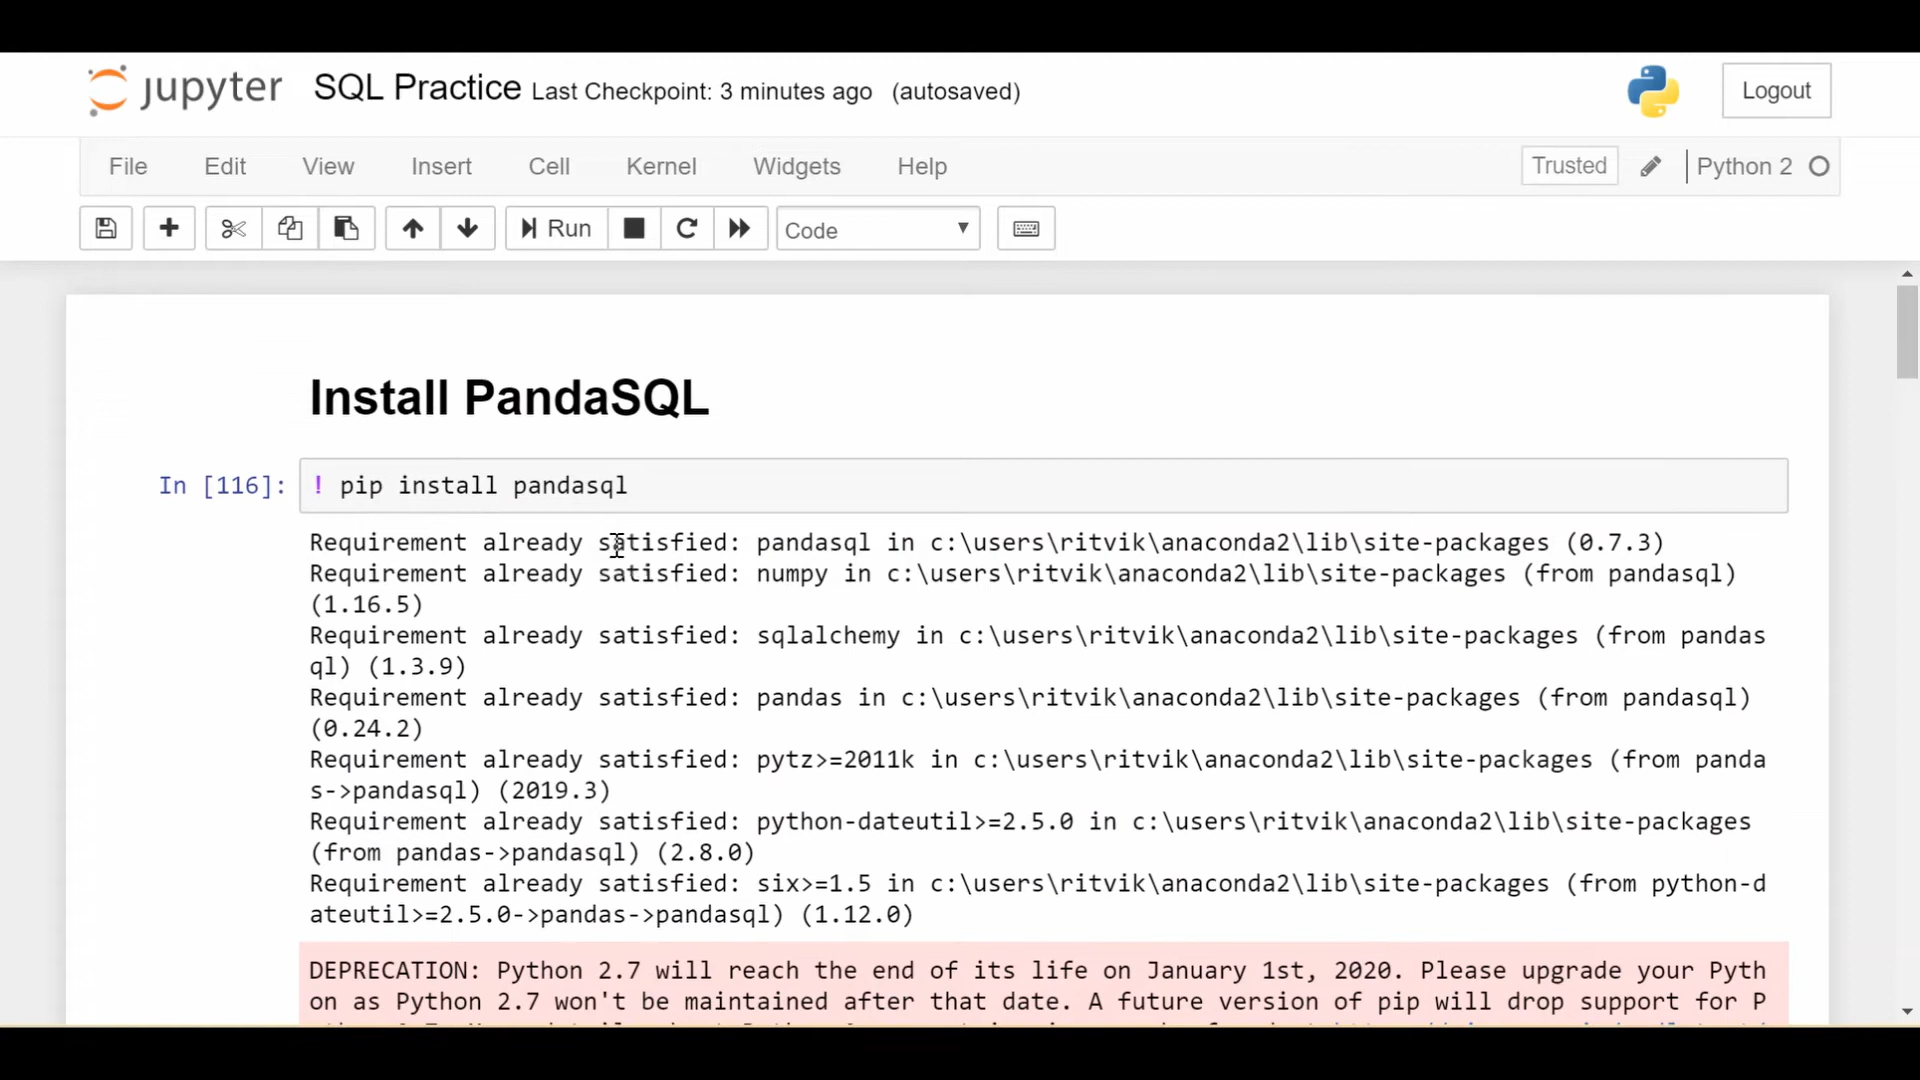 jupyter SQL Practice Last Checkpoint: 3 minutes ago (autosaved) Logout
File Edit View Insert Cell Kernel Widgets Help Trusted Python 2
Run Code
Install PandaSQL
In [116]: ! pip install pandasql
Requirement already satisfied: pandasql in c:\users\ritvik\anaconda2\lib\site-packages (0.7.3)
Requirement already satisfied: numpy in c:\users\ritvik\anaconda2\lib\site-packages (from pandasql)
(1.16.5)
Requirement already satisfied: sqlalchemy in c:\users\ritvik\anaconda2\lib\site-packages (from pandas
ql) (1.3.9)
Requirement already satisfied: pandas in c:\users\ritvik\anaconda2\lib\site-packages (from pandasql)
(0.24.2)
Requirement already satisfied: pytz>=2011k in c:\users\ritvik\anaconda2\lib\site-packages (from panda
s->pandasql) (2019.3)
Requirement already satisfied: python-dateutil>=2.5.0 in c:\users\ritvik\anaconda2\lib\site-packages
(from pandas->pandasql) (2.8.0)
Requirement already satisfied: six>=1.5 in c:\users\ritvik\anaconda2\lib\site-packages (from python-d
ateutil>=2.5.0->pandas->pandasql) (1.12.0)
DEPRECATION: Python 2.7 will reach the end of its life on January 1st, 2020. Please upgrade your Pyth
on as Python 2.7 won't be maintained after that date. A future version of pip will drop support for P